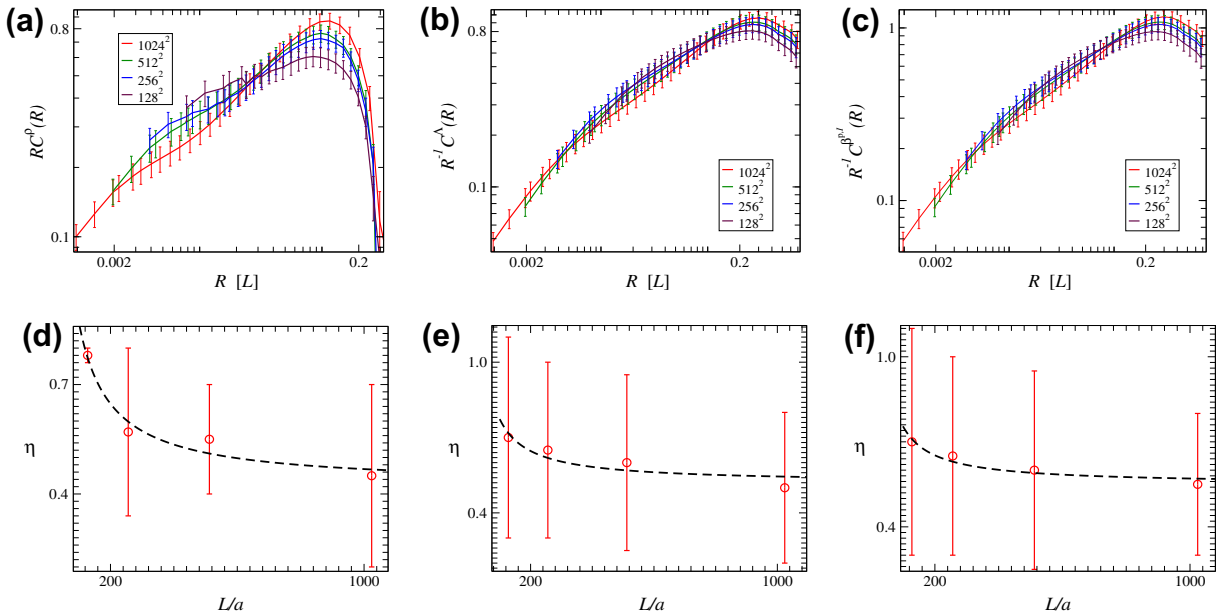 (a)
0.8
1024²
512²
256²
128²
RCᵖ(R)
0.1
0.002
0.2
R [L]
(b)
0.8
R⁻¹ C^Λ(R)
0.1
1024²
512²
256²
128²
0.002
0.2
R [L]
(c)
1
0.1
1024²
512²
256²
128²
0.002
0.2
R [L]
(d)
0.7
η
0.4
200
1000
L/a
(e)
1.0
η
0.4
200
1000
L/a
(f)
1.0
η
0.4
200
1000
L/a